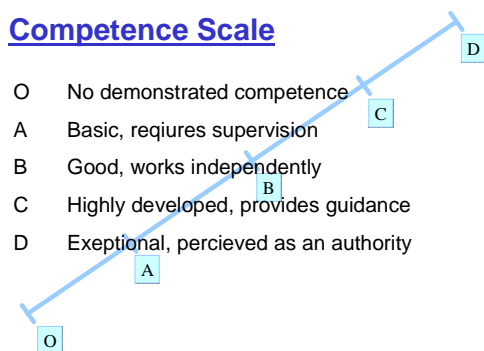 Competence Scale
D
O No demonstrated competence
C
A Basic, reqiures supervision
B Good, works independently
B
C Highly developed, provides guidance
D Exeptional, percieved as an authority
A
O